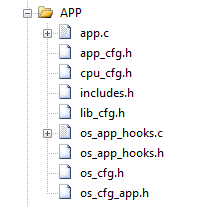 APP
app.c
app_cfg.h
cpu_cfg.h
includes.h
lib_cfg.h
os_app_hooks.c
os_app_hooks.h
os_cfg.h
os_cfg_app.h